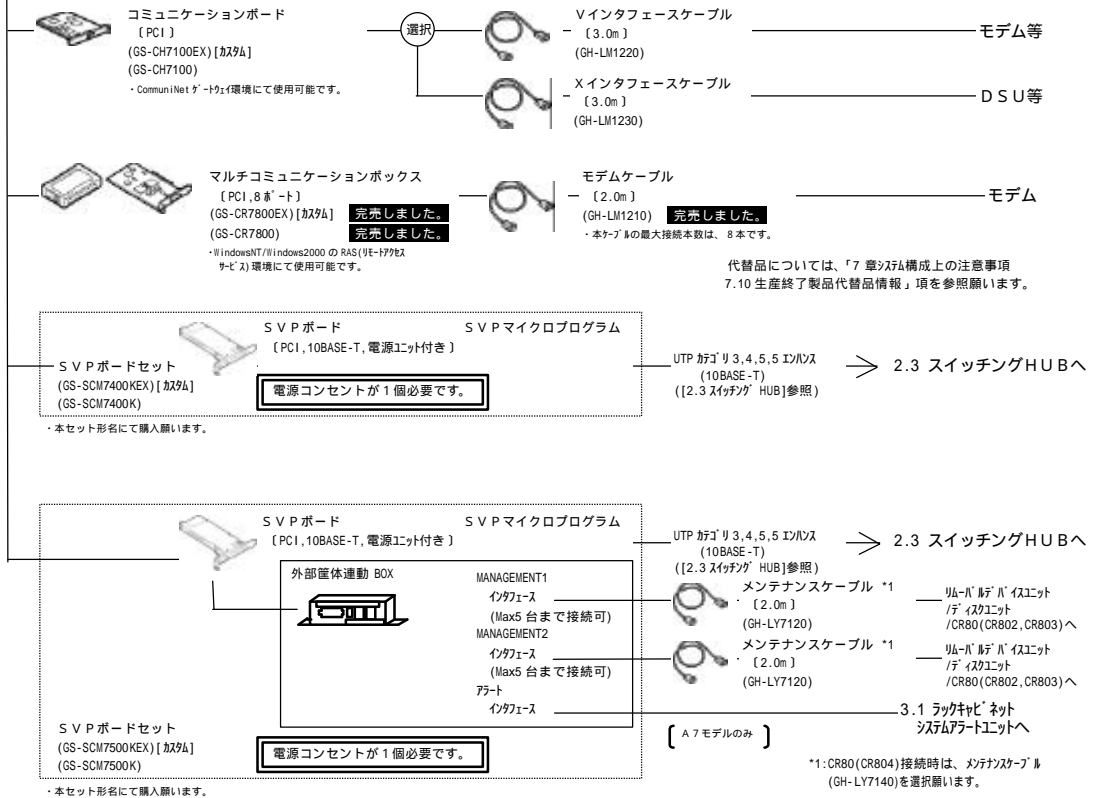 コミュニケーションボード
〔PCI〕
(GS-CH7100EX)[カスタム]
(GS-CH7100)
・CommuniNet ゲートウェイ環境にて使用可能です。
選択
Vインタフェースケーブル
〔3.0m〕
(GH-LM1220)
モデム等
Xインタフェースケーブル
〔3.0m〕
(GH-LM1230)
DSU等
マルチコミュニケーションボックス
〔PCI,8ポート〕
(GS-CR7800EX)[カスタム] 完売しました。
(GS-CR7800) 完売しました。
・WindowsNT/Windows2000 の RAS(リモートアクセス
サービス)環境にて使用可能です。
モデムケーブル
〔2.0m〕
(GH-LM1210) 完売しました。
・本ケーブルの最大接続本数は、8本です。
モデム
代替品については、「7 章システム構成上の注意事項
7.10 生産終了製品代替品情報」項を参照願います。
SVPボード SVPマイクロプログラム
〔PCI,10BASE-T,電源ユニット付き〕
SVPボードセット
(GS-SCM7400KEX)[カスタム]
(GS-SCM7400K)
電源コンセントが1個必要です。
・本セット形名にて購入願います。
UTP カテゴリ 3,4,5,5 エンハンス
(10BASE-T)
([2.3 スイッチング HUB]参照)
2.3 スイッチングHUBへ
SVPボード SVPマイクロプログラム
〔PCI,10BASE-T,電源ユニット付き〕
UTP カテゴリ 3,4,5,5 エンハンス
(10BASE-T)
([2.3 スイッチング HUB]参照)
2.3 スイッチングHUBへ
外部筐体連動 BOX
MANAGEMENT1
インタフェース
(Max5 台まで接続可)
MANAGEMENT2
インタフェース
(Max5 台まで接続可)
アラート
インタフェース
メンテナンスケーブル *1
〔2.0m〕
(GH-LY7120)
リムーバルデバイスユニット
/ディスクユニット
/CR80(CR802,CR803)へ
メンテナンスケーブル *1
〔2.0m〕
(GH-LY7120)
リムーバルデバイスユニット
/ディスクユニット
/CR80(CR802,CR803)へ
3.1 ラックキャビネット
システムアラートユニットへ
〔A7モデルのみ〕
SVPボードセット
(GS-SCM7500KEX)[カスタム]
(GS-SCM7500K)
電源コンセントが1個必要です。
・本セット形名にて購入願います。
*1:CR80(CR804)接続時は、メンテナンスケーブル
(GH-LY7140)を選択願います。